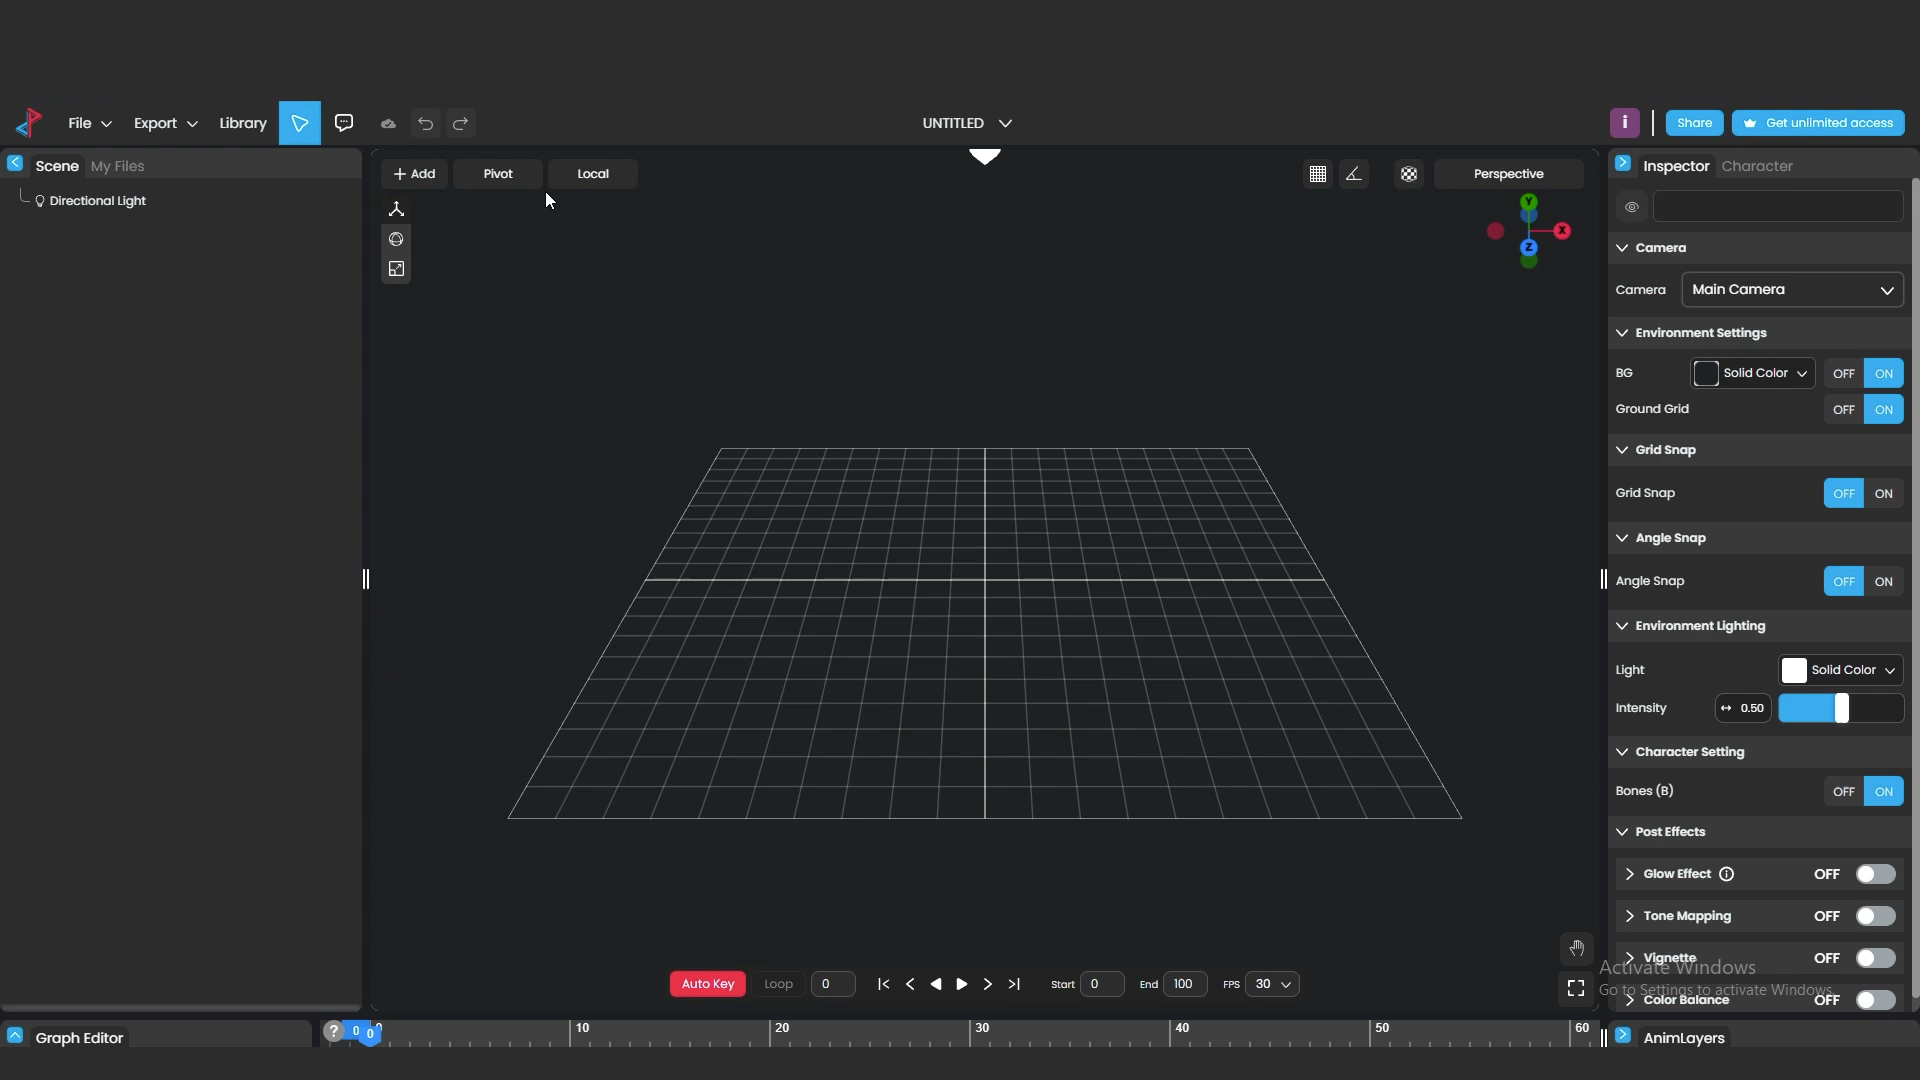 File Export Library UNTITLED i Share Get unlimited access
Scene My Files
Directional Light
+ Add Pivot Local Perspective
Y
X
Z
Inspector Character
Camera
Camera Main Camera
Environment Settings
BG Solid Color OFF ON
Ground Grid OFF ON
Grid Snap
Grid Snap OFF ON
Angle Snap
Angle Snap OFF ON
Environment Lighting
Light Solid Color
Intensity 0.50
Character Setting
Bones (B) OFF ON
Post Effects
Glow Effect OFF
Tone Mapping OFF
Vignette OFF
Color Balance OFF
Activate Windows
Go to Settings to activate Windows.
Auto Key Loop 0 Start 0 End 100 FPS 30
Graph Editor ? 0 0 10 20 30 40 50 60 AnimLayers